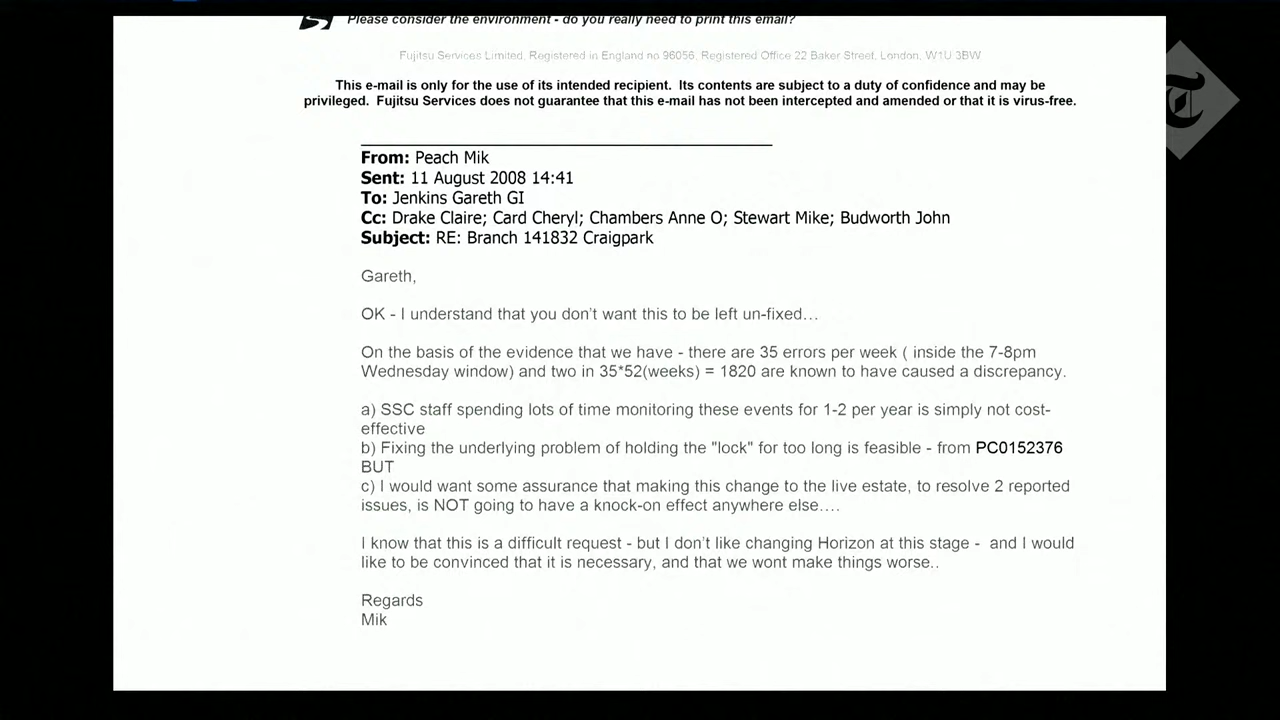 Please consider the environment - do you really need to print this email?
Fujitsu Services Limited, Registered in England no 96056, Registered Office 22 Baker Street, London, W1U 3BW
This e-mail is only for the use of its intended recipient.  Its contents are subject to a duty of confidence and may be
privileged.  Fujitsu Services does not guarantee that this e-mail has not been intercepted and amended or that it is virus-free.
From: Peach Mik
Sent: 11 August 2008 14:41
To: Jenkins Gareth GI
Cc: Drake Claire; Card Cheryl; Chambers Anne O; Stewart Mike; Budworth John
Subject: RE: Branch 141832 Craigpark
Gareth,
OK - I understand that you don't want this to be left un-fixed…
On the basis of the evidence that we have - there are 35 errors per week ( inside the 7-8pm
Wednesday window) and two in 35*52(weeks) = 1820 are known to have caused a discrepancy.
a) SSC staff spending lots of time monitoring these events for 1-2 per year is simply not cost-
effective
b) Fixing the underlying problem of holding the "lock" for too long is feasible - from PC0152376
BUT
c) I would want some assurance that making this change to the live estate, to resolve 2 reported
issues, is NOT going to have a knock-on effect anywhere else….
I know that this is a difficult request - but I don't like changing Horizon at this stage -  and I would
like to be convinced that it is necessary, and that we wont make things worse..
Regards
Mik
T